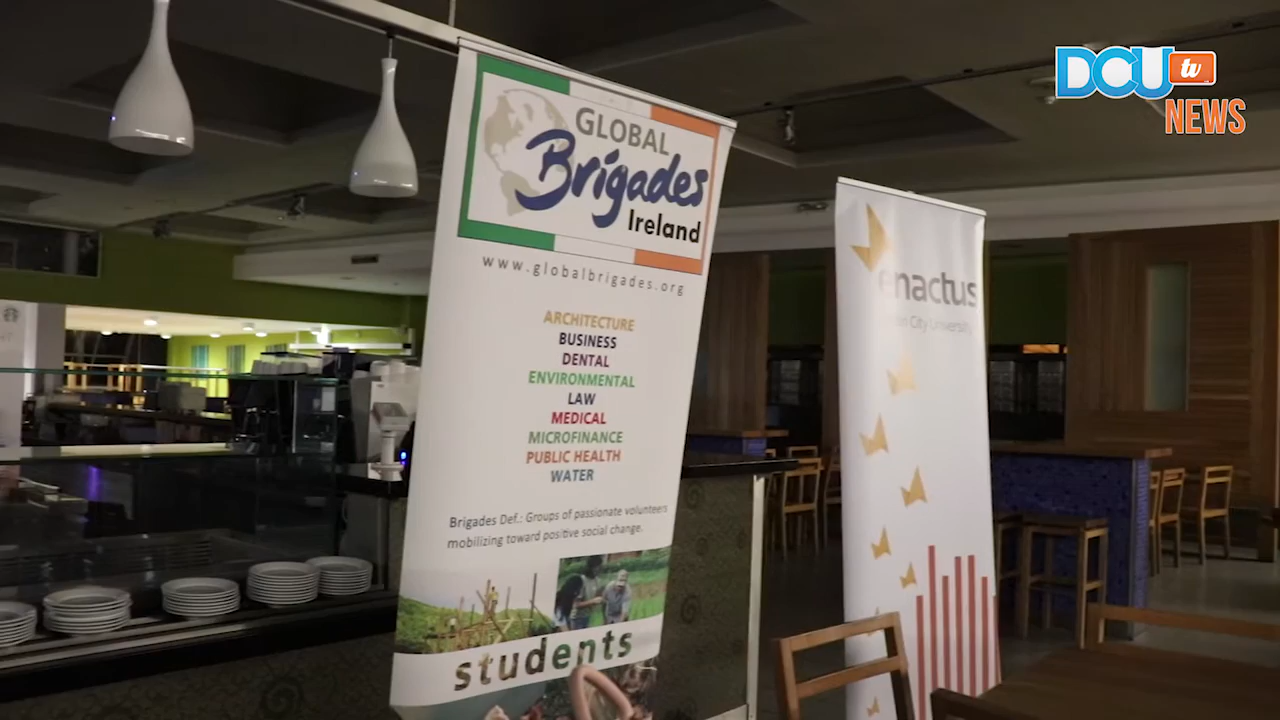 DCU tv
NEWS
GLOBAL
Brigades
Ireland
www.globalbrigades.org
ARCHITECTURE
BUSINESS
DENTAL
ENVIRONMENTAL
LAW
MEDICAL
MICROFINANCE
PUBLIC HEALTH
WATER
Brigades Def.: Groups of passionate volunteers
mobilizing toward positive social change.
students
enactus
City University